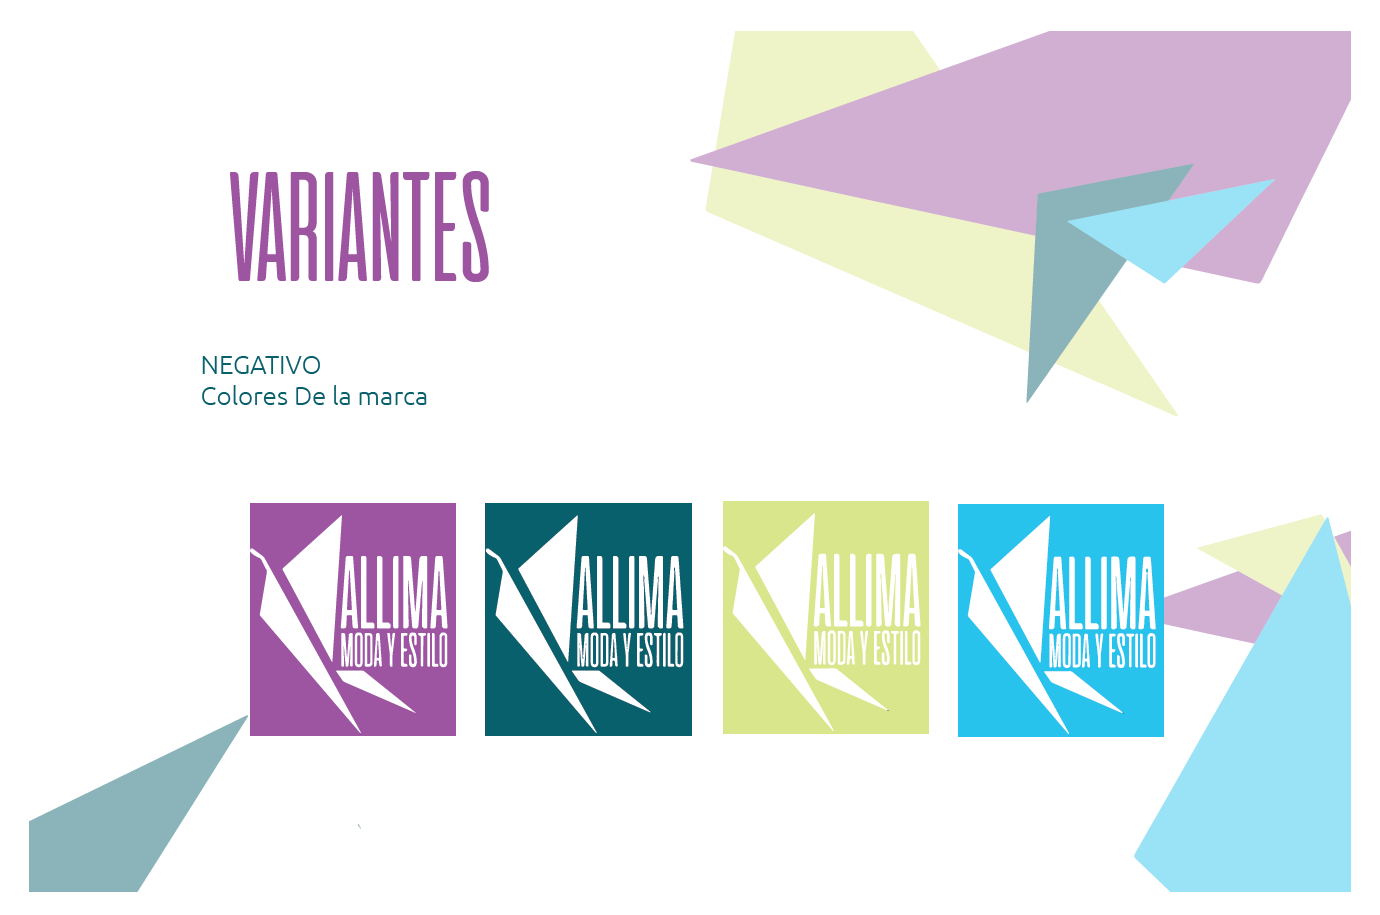 VARIANTES
NEGATIVO
Colores De la marca
ALLIMA
MODA Y ESTILO
ALLIMA
MODA Y ESTILO
ALLIMA
MODA Y ESTILO
ALLIMA
MODA Y ESTILO